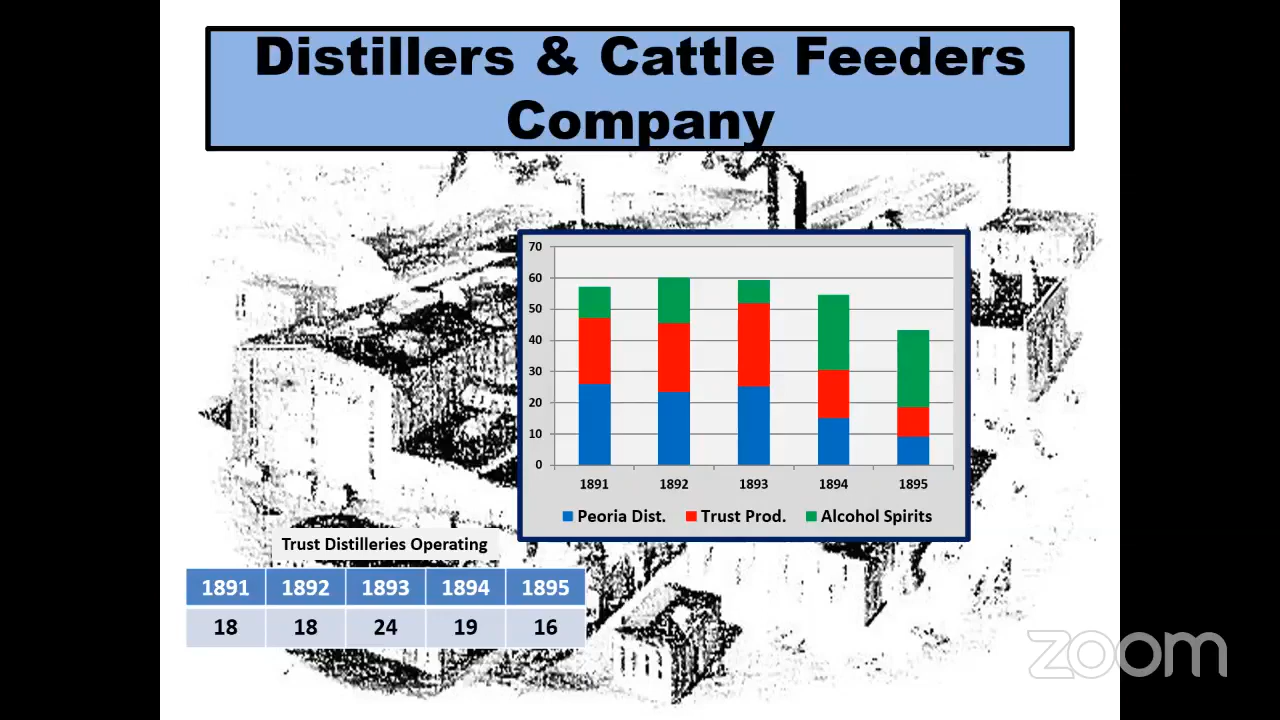 Distillers & Cattle Feeders
Company
70
60
50
40
30
20
10
0
1891 1892 1893 1894 1895
Peoria Dist. Trust Prod. Alcohol Spirits
Trust Distilleries Operating
1891 1892 1893 1894 1895
18 18 24 19 16
zoom